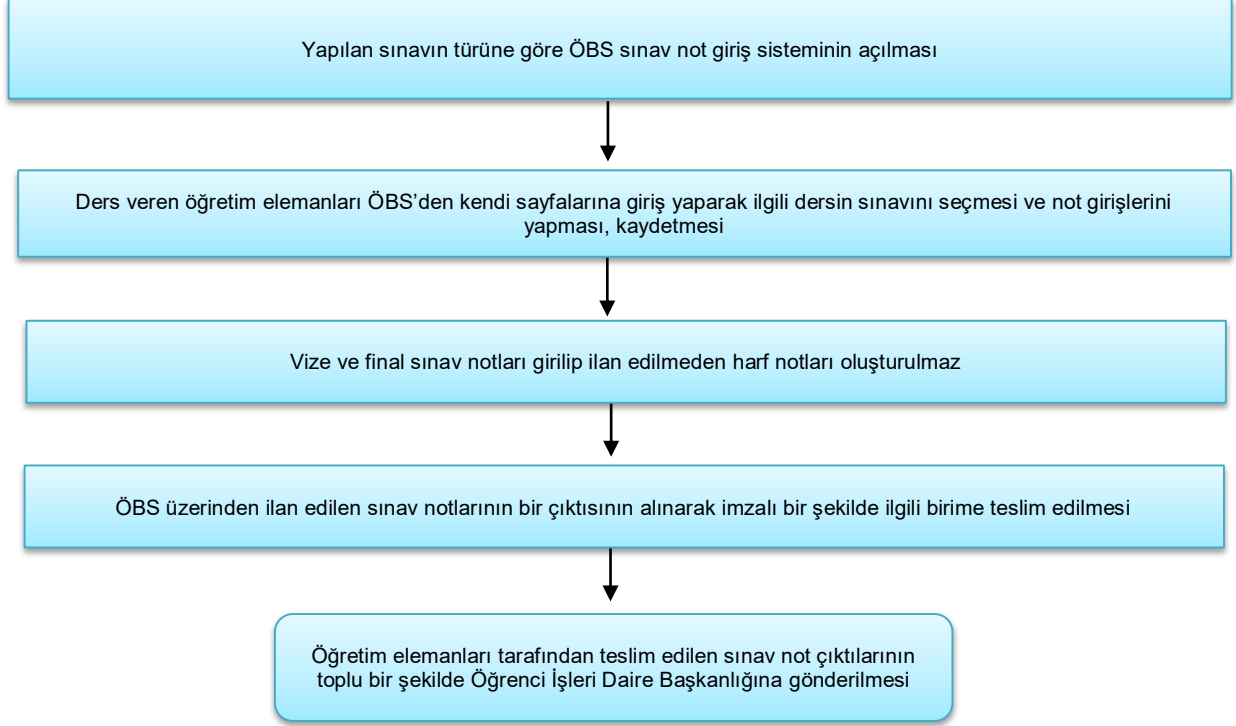 Yapılan sınavın türüne göre ÖBS sınav not giriş sisteminin açılması
Ders veren öğretim elemanları ÖBS’den kendi sayfalarına giriş yaparak ilgili dersin sınavını seçmesi ve not girişlerini
yapması, kaydetmesi
Vize ve final sınav notları girilip ilan edilmeden harf notları oluşturulmaz
ÖBS üzerinden ilan edilen sınav notlarının bir çıktısının alınarak imzalı bir şekilde ilgili birime teslim edilmesi
Öğretim elemanları tarafından teslim edilen sınav not çıktılarının
toplu bir şekilde Öğrenci İşleri Daire Başkanlığına gönderilmesi